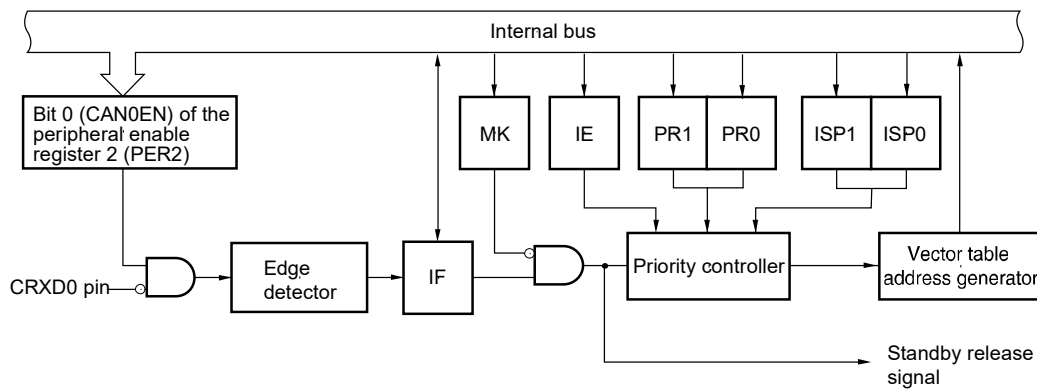 Internal bus
Bit 0 (CAN0EN) of the
peripheral enable
register 2 (PER2)
MK
IE
PR1
PR0
ISP1
ISP0
CRXD0 pin
Edge
detector
IF
Priority controller
Vector table
address generator
Standby release
signal